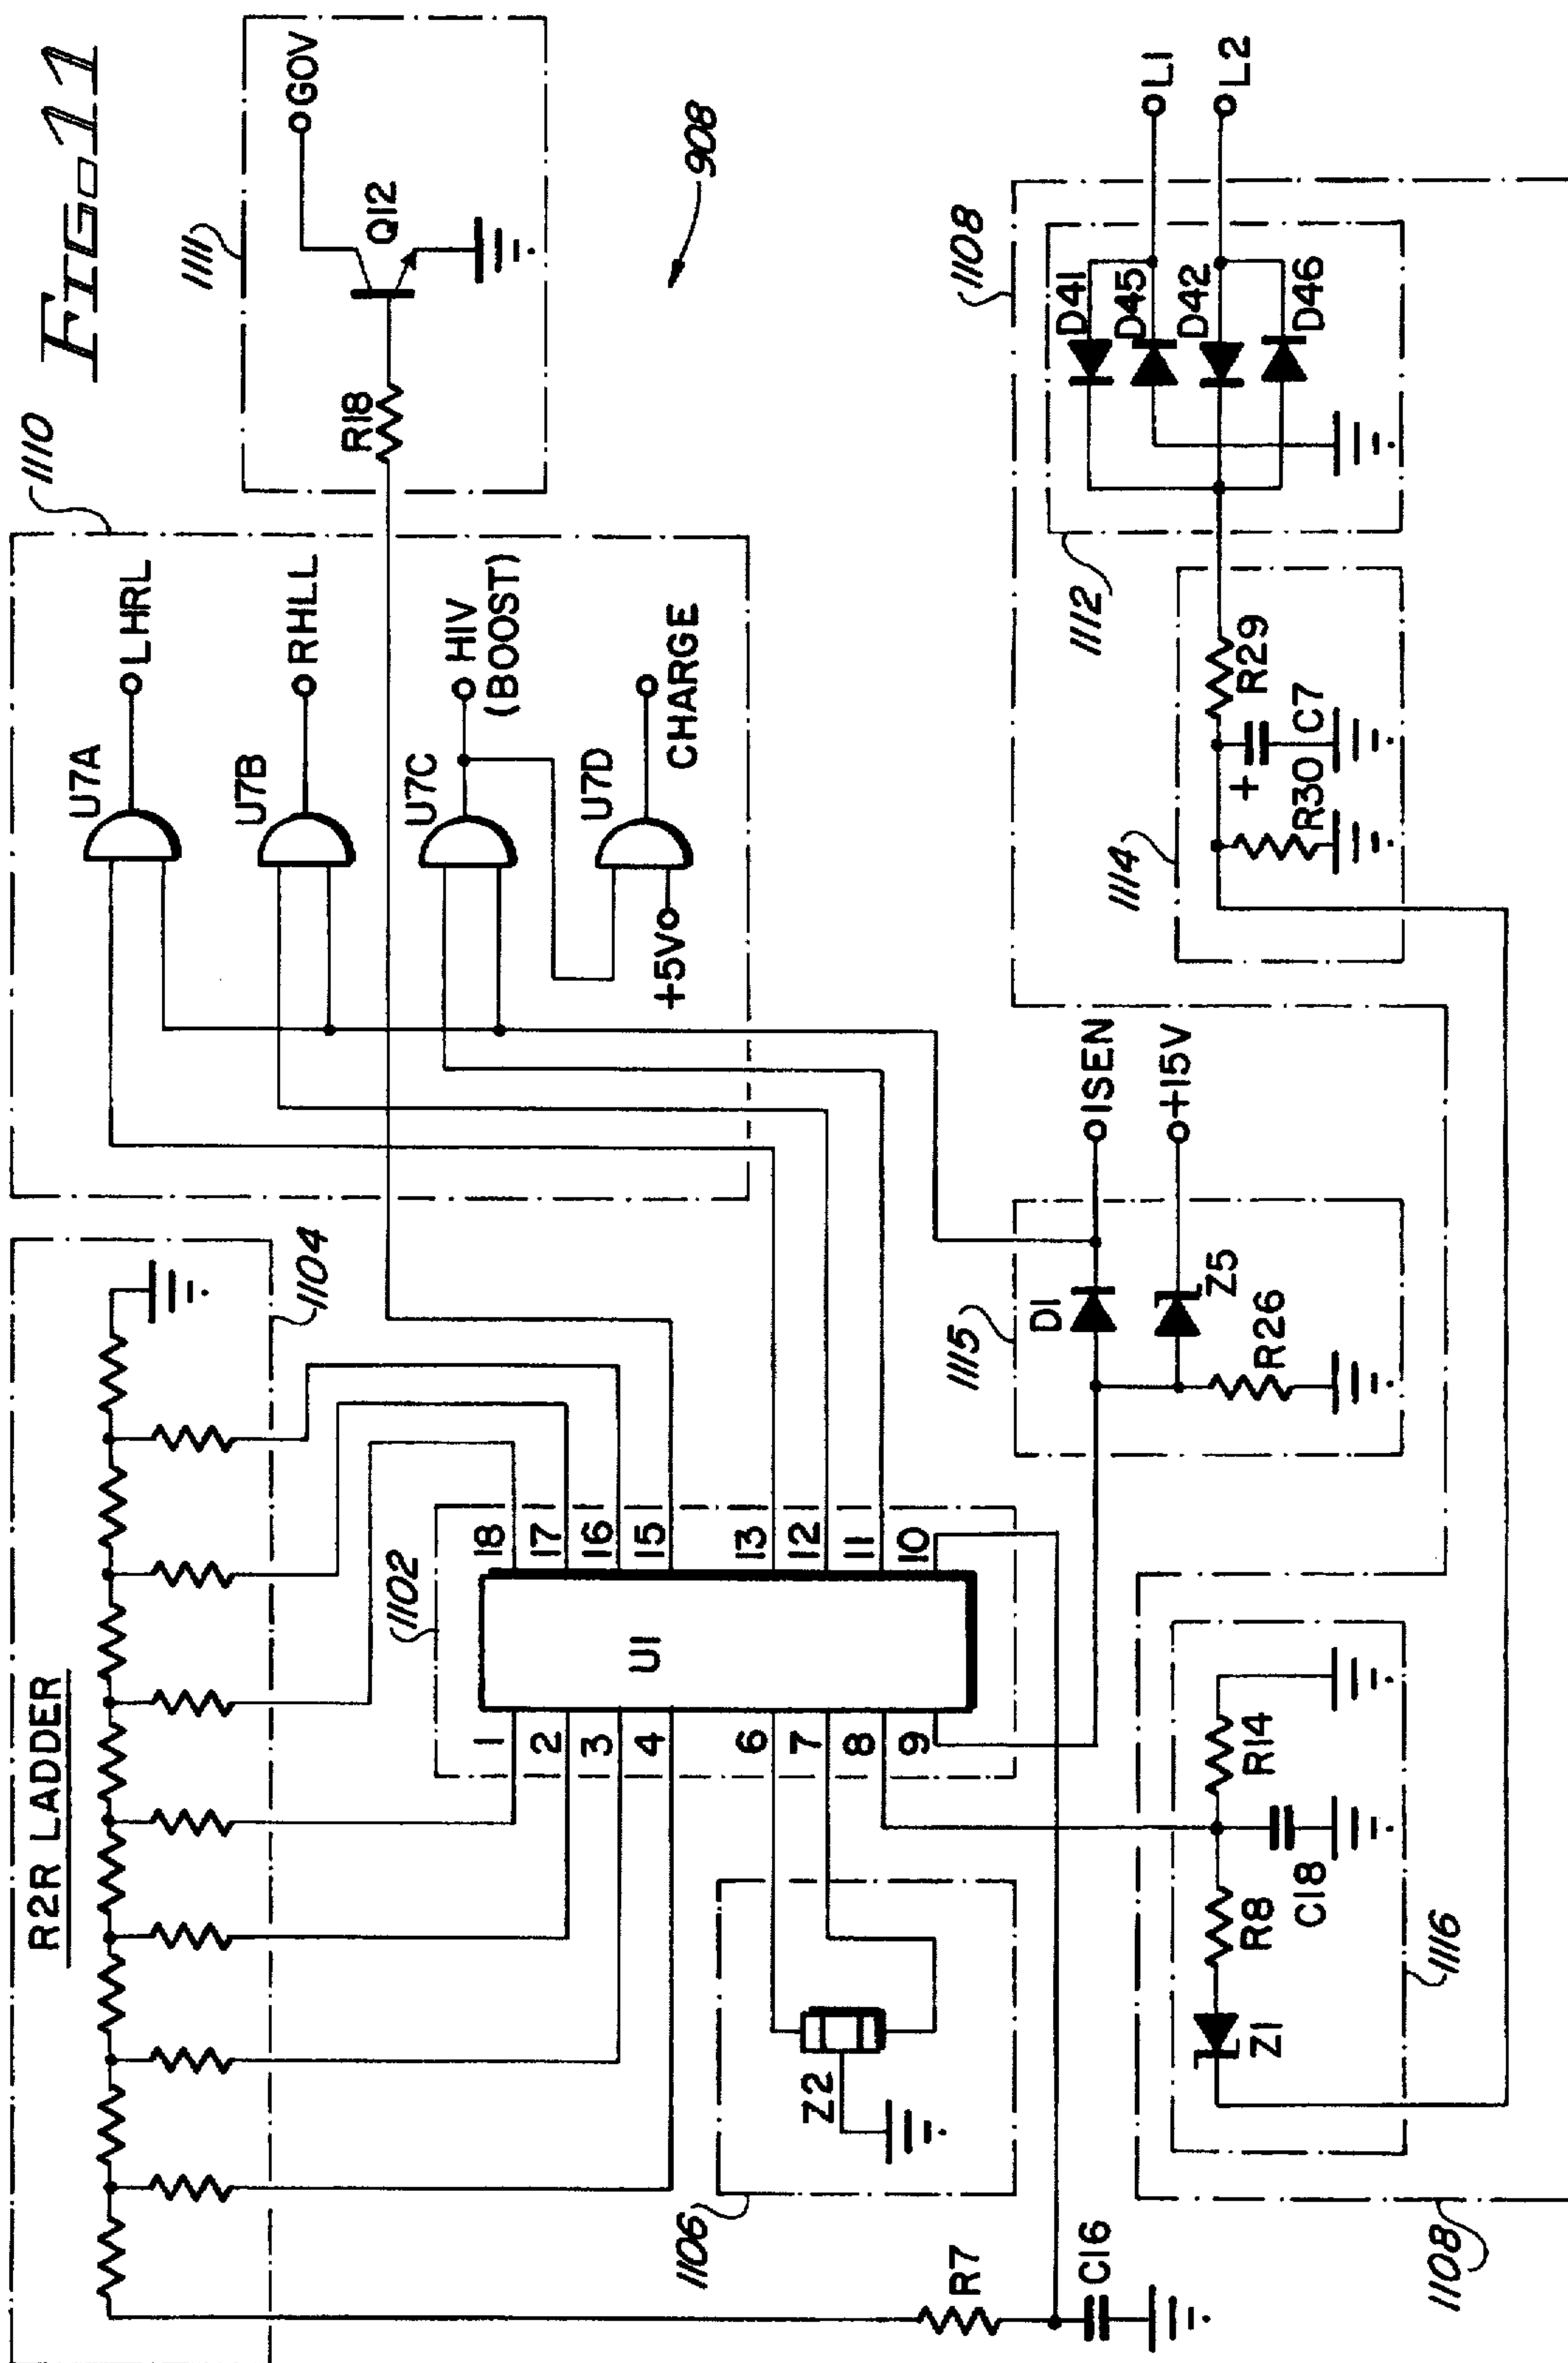 FIG. 11
R2R LADDER
1104
1110
1111
R18
Q12
GOV
908
U7A
LHRL
U7B
RHLL
U7C
HIV
(BOOST)
U7D
CHARGE
+5V
1102
U1
1
2
3
4
6
7
8
9
18
17
16
15
13
12
11
10
1106
Z2
R7
C16
1115
D1
Z5
R26
ISEN
+15V
1108
1112
D41
D45
D42
D46
L1
L2
1114
R29
C7
+
R30
1116
Z1
R8
C18
R14
1108